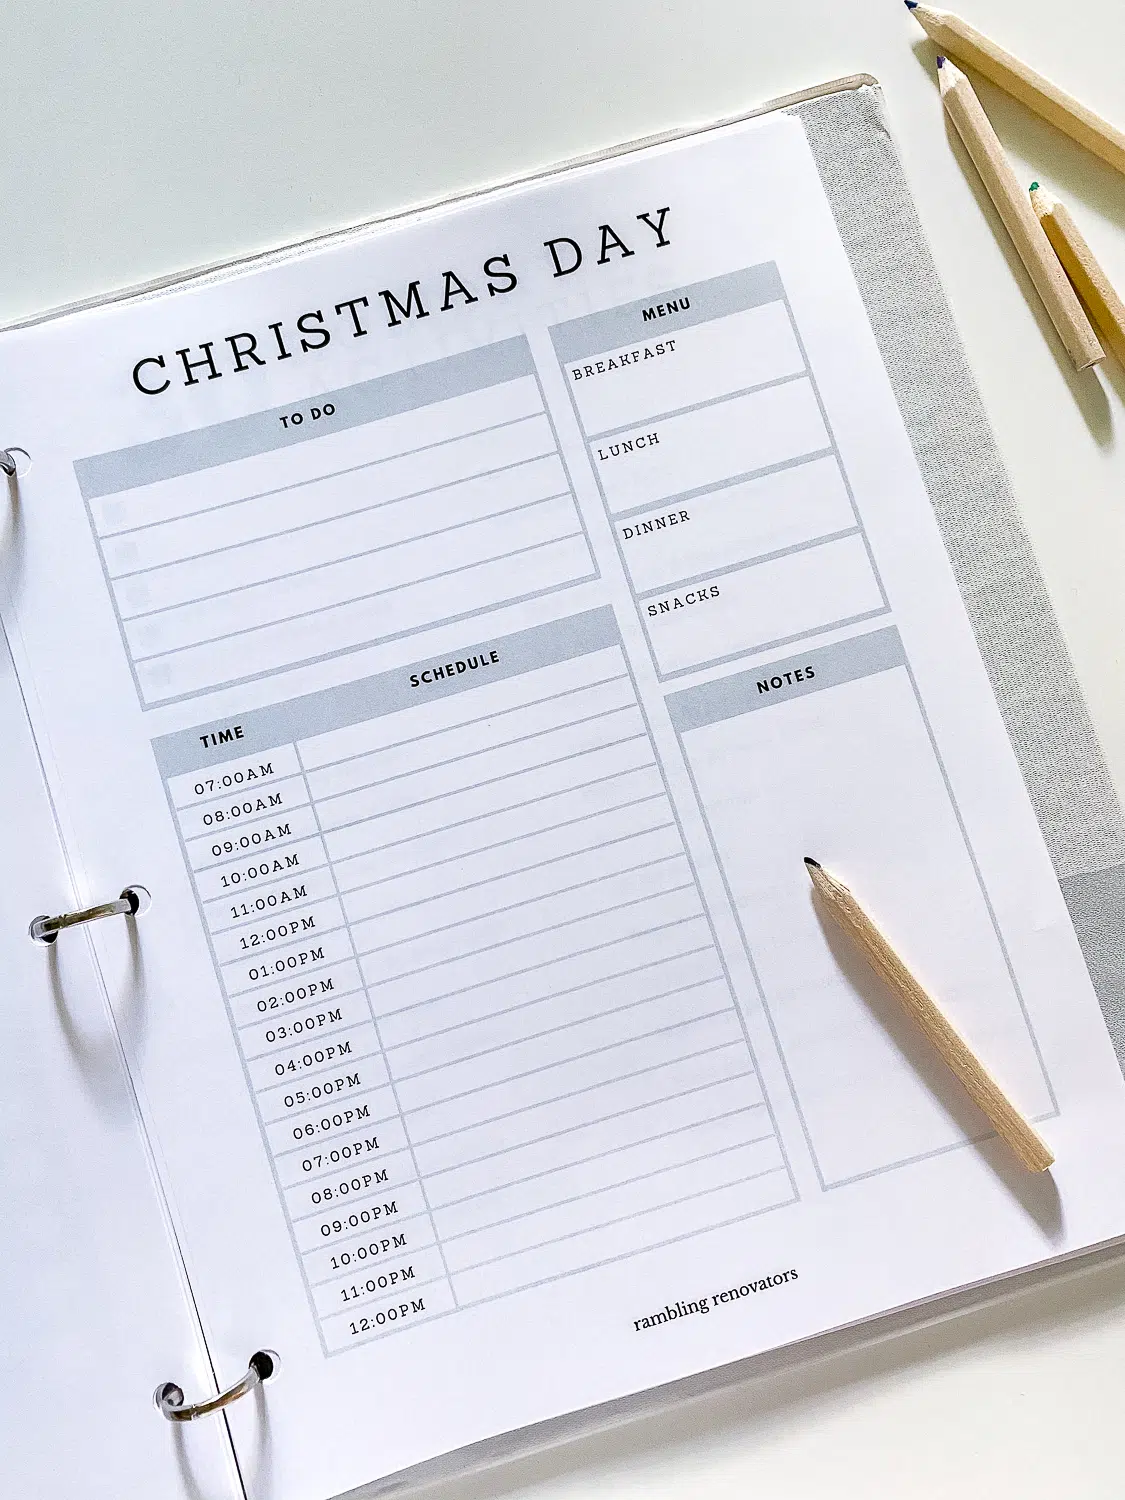 CHRISTMAS DAY
TO DO
MENU
BREAKFAST
LUNCH
DINNER
SNACKS
TIME SCHEDULE
07:00AM
08:00AM
09:00AM
10:00AM
11:00AM
12:00PM
01:00PM
02:00PM
03:00PM
04:00PM
05:00PM
06:00PM
07:00PM
08:00PM
09:00PM
10:00PM
11:00PM
12:00PM
NOTES
rambling renovators